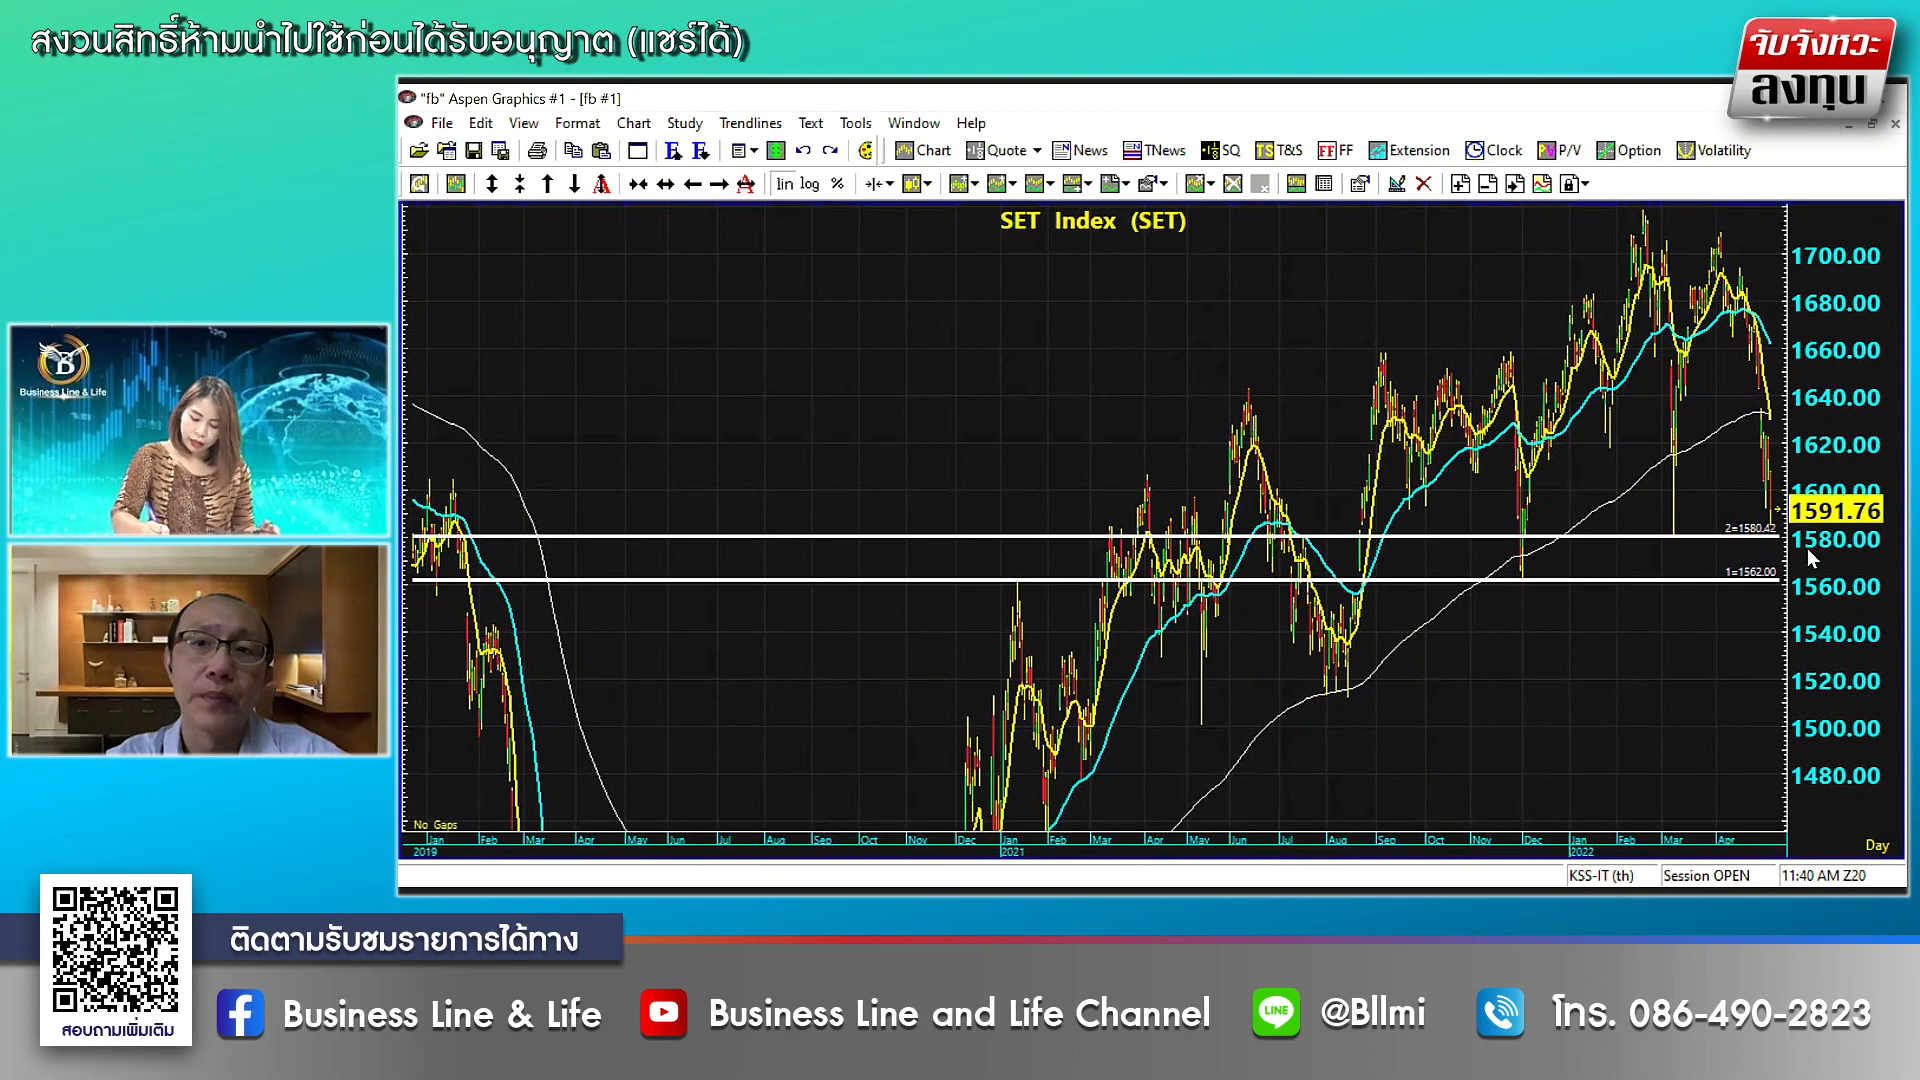 สงวนสิทธิ์ห้ามนำไปใช้ก่อนได้รับอนุญาต (แชร์ได้)
จับจังหวะ
ลงทุน
"fb" Aspen Graphics #1 - [fb #1]
File Edit View Format Chart Study Trendlines Text Tools Window Help
Chart Quote News TNews SQ TS T&S FF FF Extension Clock P/V Option Volatility
lin log %
SET Index (SET)
1700.00
1680.00
1660.00
1640.00
1620.00
1600.00
1591.76
2=1580.42
1580.00
1=1562.00
1560.00
1540.00
1520.00
1500.00
1480.00
B
Business Line & Life
No Gaps
Jan Feb Mar Apr May Jun Jul Aug Sep Oct Nov Dec Jan Feb Mar Apr May Jun Jul Aug Sep Oct Nov Dec Jan Feb Mar Apr
2019 2021 2022
Day
KSS-IT (th) Session OPEN 11:40 AM Z20
ติดตามรับชมรายการได้ทาง
สอบถามเพิ่มเติม
Business Line & Life
Business Line and Life Channel
LINE
@Bllmi
โทร. 086-490-2823